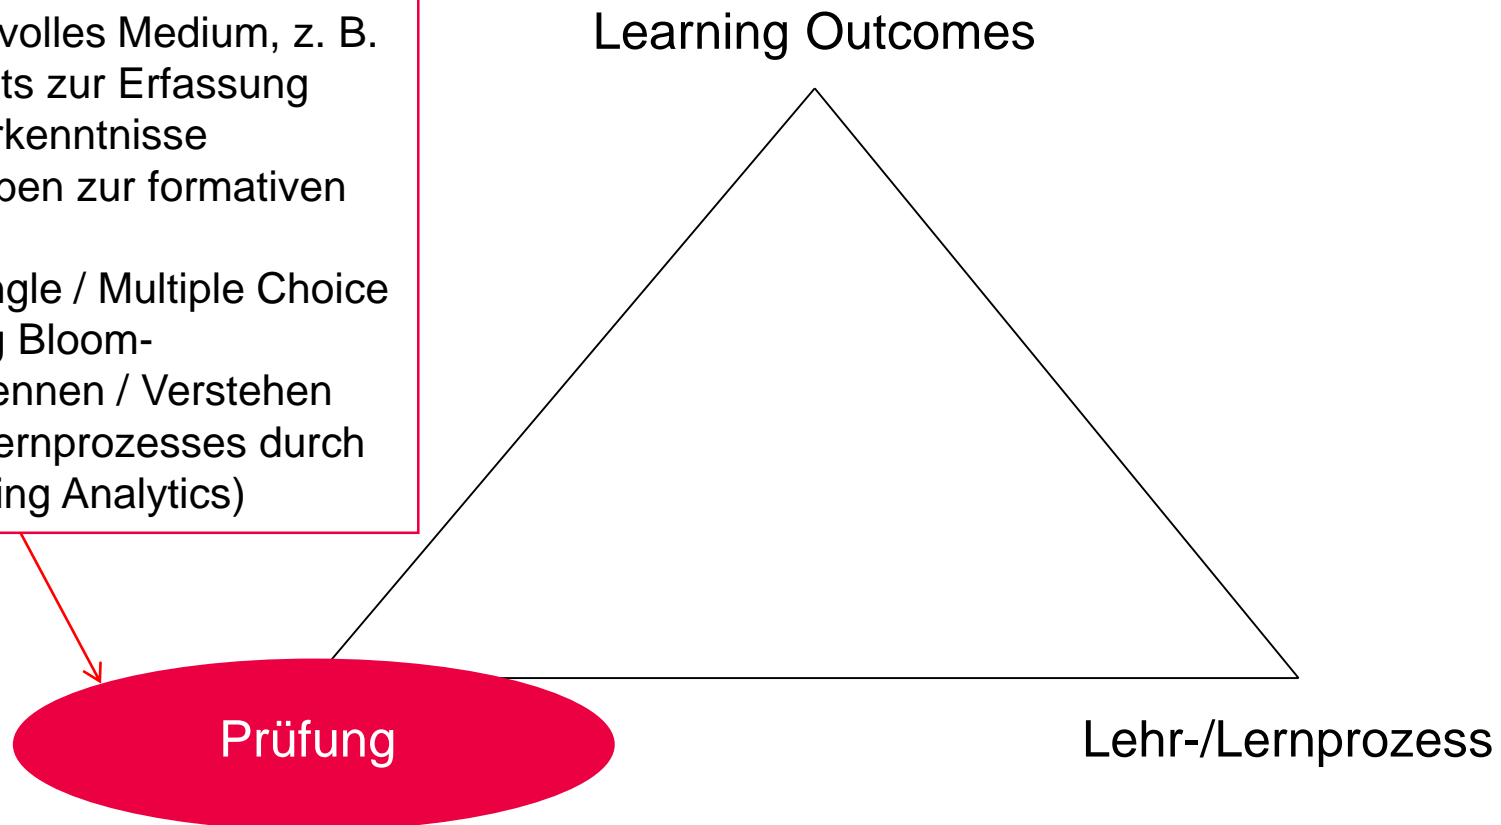 volles Medium, z. B.
ts zur Erfassung
rkenntnisse
ben zur formativen
ngle / Multiple Choice
g Bloom-
ennen / Verstehen
ernprozesses durch
ing Analytics)
Learning Outcomes
Prüfung
Lehr-/Lernprozess